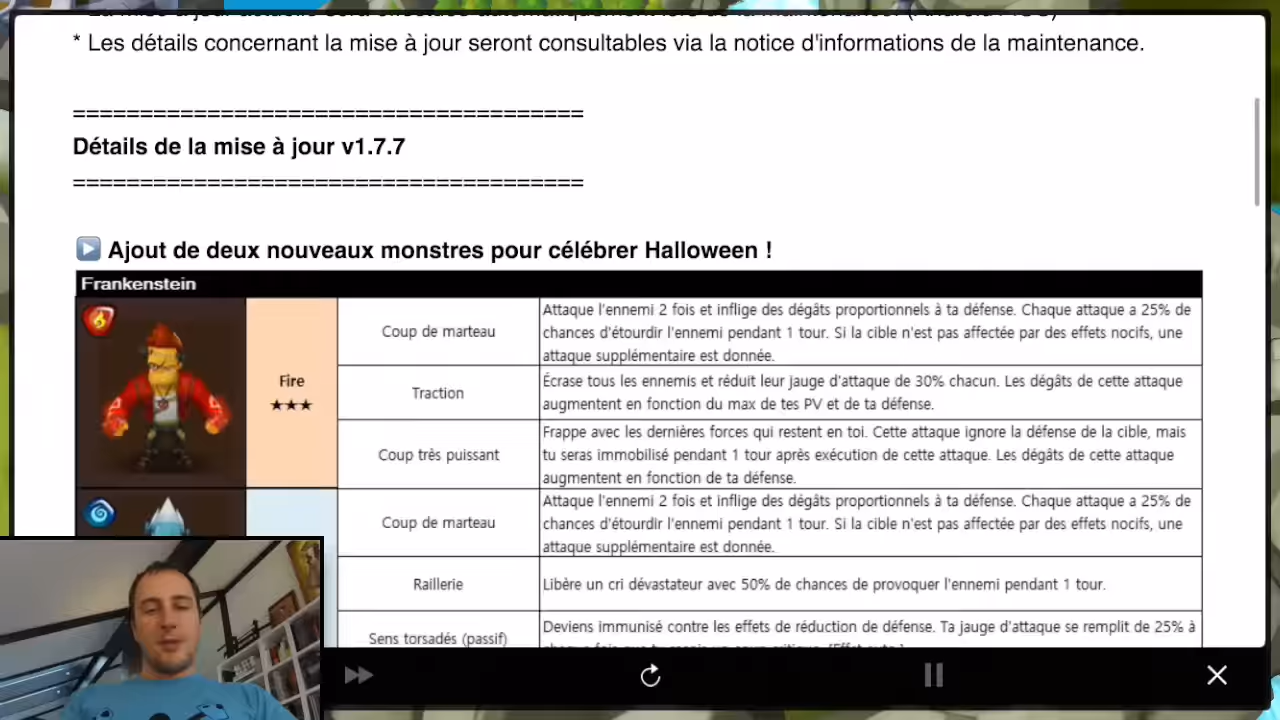 * Les détails concernant la mise à jour seront consultables via la notice d'informations de la maintenance.
======================================
Détails de la mise à jour v1.7.7
======================================
Ajout de deux nouveaux monstres pour célébrer Halloween !
Frankenstein
Fire
★★★
Coup de marteau
Attaque l'ennemi 2 fois et inflige des dégâts proportionnels à ta défense. Chaque attaque a 25% de
chances d'étourdir l'ennemi pendant 1 tour. Si la cible n'est pas affectée par des effets nocifs, une
attaque supplémentaire est donnée.
Traction
Écrase tous les ennemis et réduit leur jauge d'attaque de 30% chacun. Les dégâts de cette attaque
augmentent en fonction du max de tes PV et de ta défense.
Coup très puissant
Frappe avec les dernières forces qui restent en toi. Cette attaque ignore la défense de la cible, mais
tu seras immobilisé pendant 1 tour après exécution de cette attaque. Les dégâts de cette attaque
augmentent en fonction de ta défense.
Coup de marteau
Attaque l'ennemi 2 fois et inflige des dégâts proportionnels à ta défense. Chaque attaque a 25% de
chances d'étourdir l'ennemi pendant 1 tour. Si la cible n'est pas affectée par des effets nocifs, une
attaque supplémentaire est donnée.
Raillerie
Libère un cri dévastateur avec 50% de chances de provoquer l'ennemi pendant 1 tour.
Sens torsadés (passif)
Deviens immunisé contre les effets de réduction de défense. Ta jauge d'attaque se remplit de 25% à